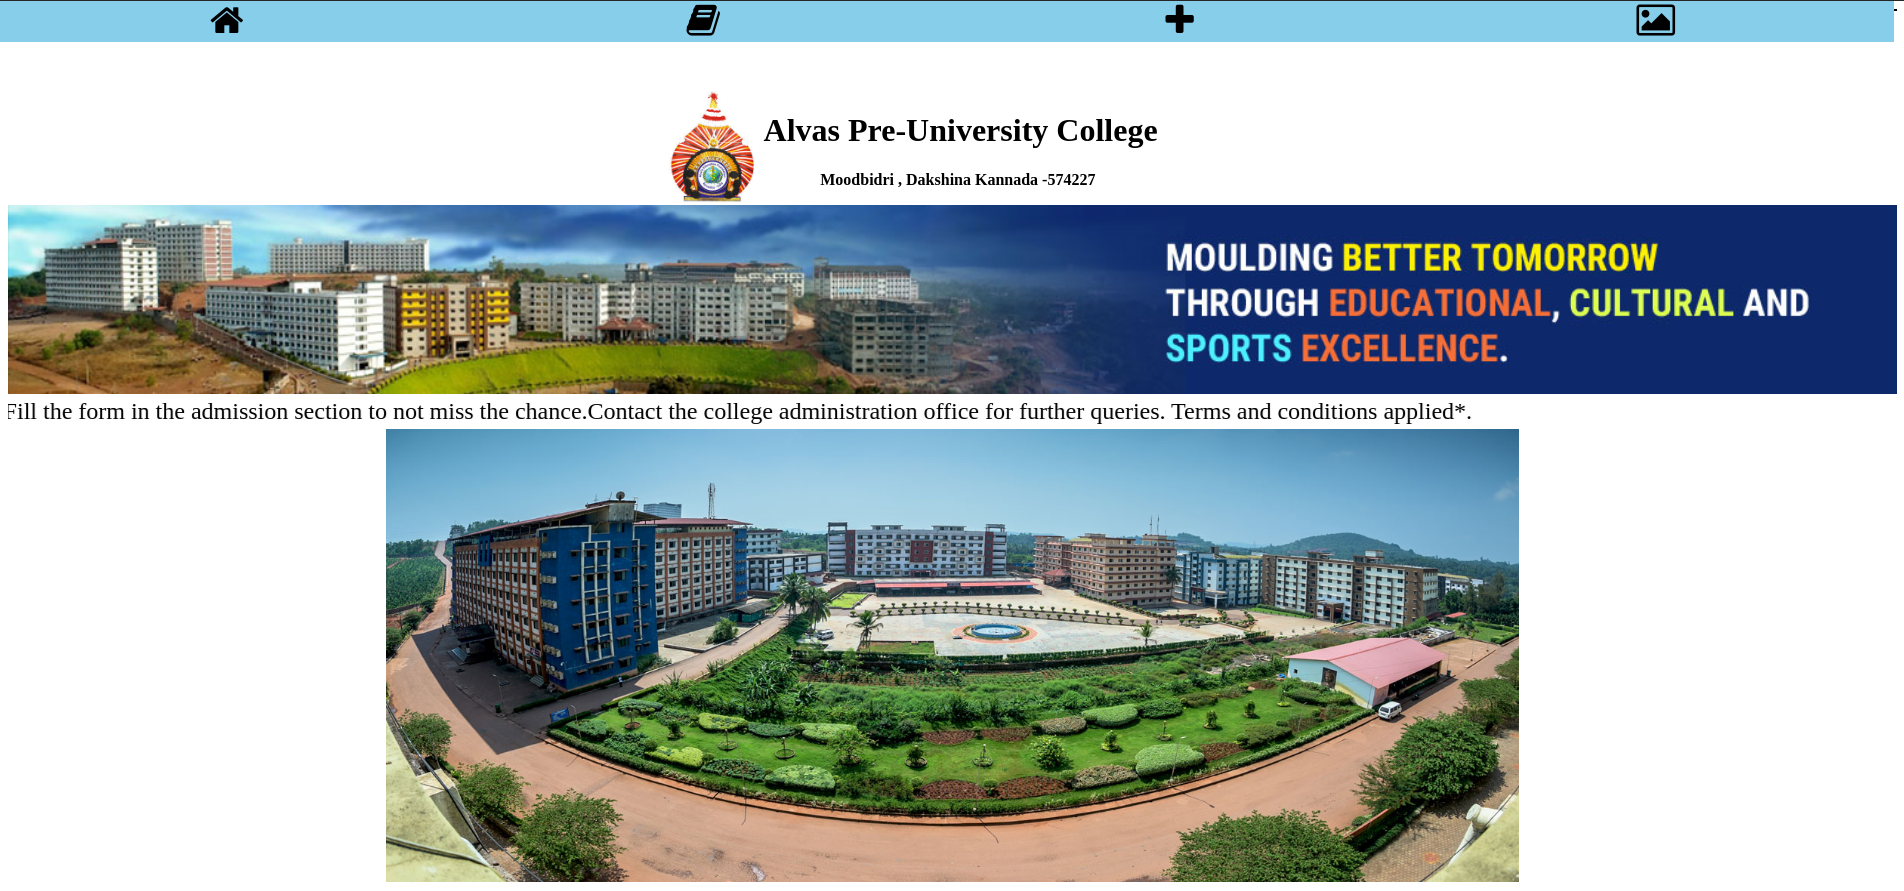 Alvas Pre-University College
Moodbidri , Dakshina Kannada -574227
MOULDING BETTER TOMORROW
THROUGH EDUCATIONAL, CULTURAL AND
SPORTS EXCELLENCE.
Fill the form in the admission section to not miss the chance.Contact the college administration office for further queries. Terms and conditions applied*.